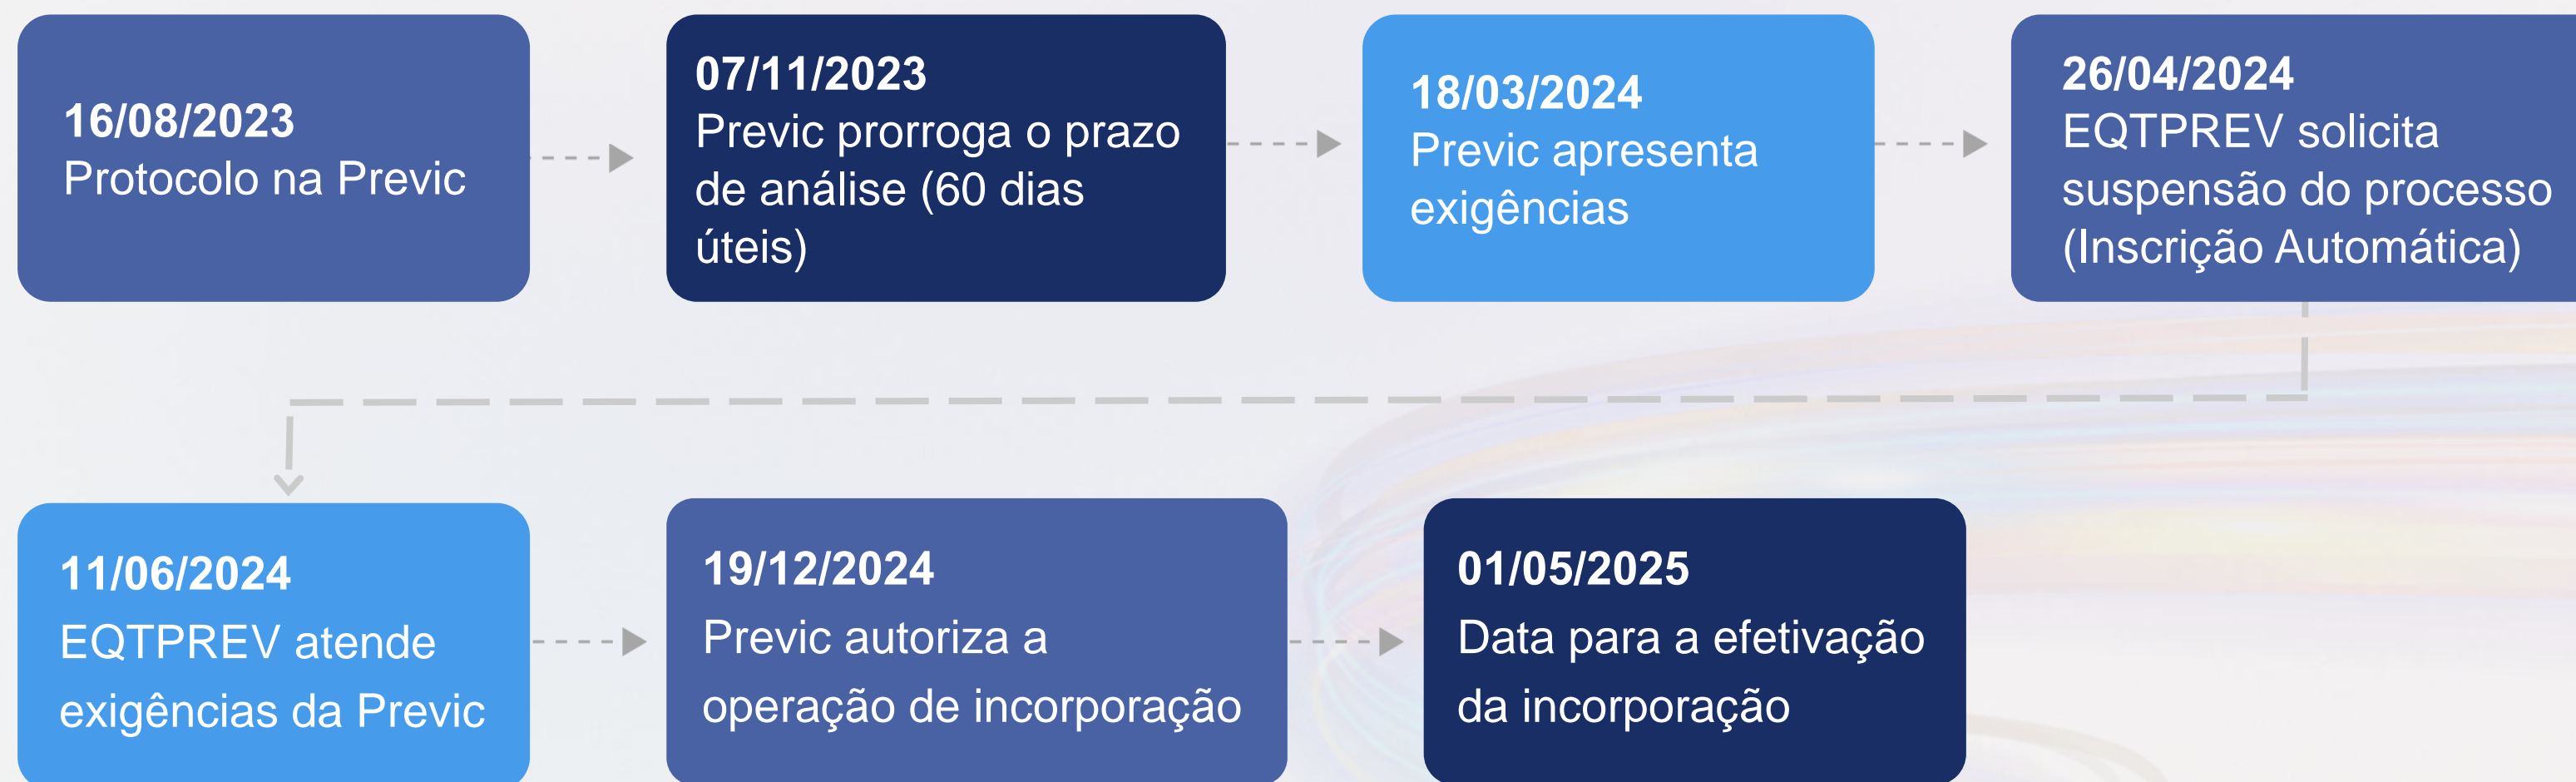 16/08/2023
Protocolo na Previc
07/11/2023
Previc prorroga o prazo
de análise (60 dias
úteis)
18/03/2024
Previc apresenta
exigências
26/04/2024
EQTPREV solicita
suspensão do processo
(Inscrição Automática)
11/06/2024
EQTPREV atende
exigências da Previc
19/12/2024
Previc autoriza a
operação de incorporação
01/05/2025
Data para a efetivação
da incorporação